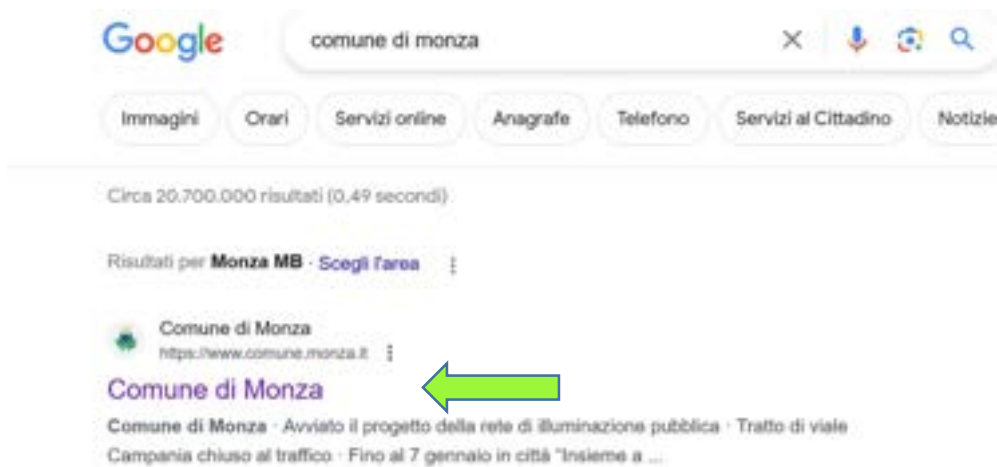 Google comune di monza
Immagini Orari Servizi online Anagrafe Telefono Servizi al Cittadino Notizie
Circa 20.700.000 risultati (0,49 secondi)
Risultati per Monza MB · Scegli l'area
Comune di Monza
https://www.comune.monza.it
Comune di Monza
Comune di Monza · Avviato il progetto della rete di illuminazione pubblica · Tratto di viale
Campania chiuso al traffico · Fino al 7 gennaio in città "Insieme a ...